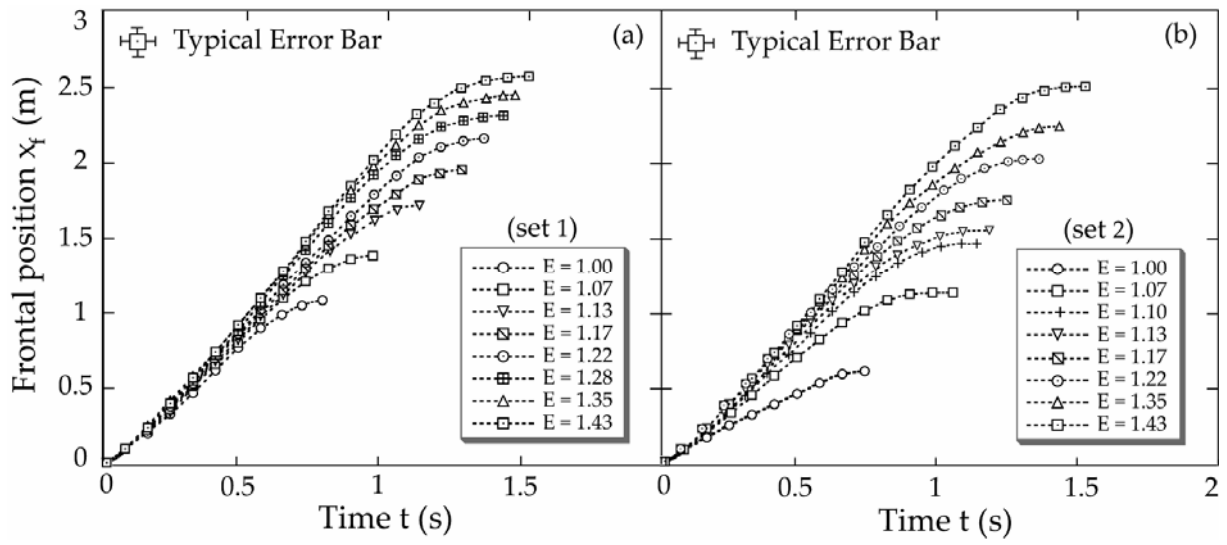 3
2.5
2
1.5
1
0.5
0
Frontal position x_f (m)
Typical Error Bar
(a)
(set 1)
E = 1.00
E = 1.07
E = 1.13
E = 1.17
E = 1.22
E = 1.28
E = 1.35
E = 1.43
0 0.5 1 1.5
Time t (s)
Typical Error Bar
(b)
(set 2)
E = 1.00
E = 1.07
E = 1.10
E = 1.13
E = 1.17
E = 1.22
E = 1.35
E = 1.43
0 0.5 1 1.5 2
Time t (s)